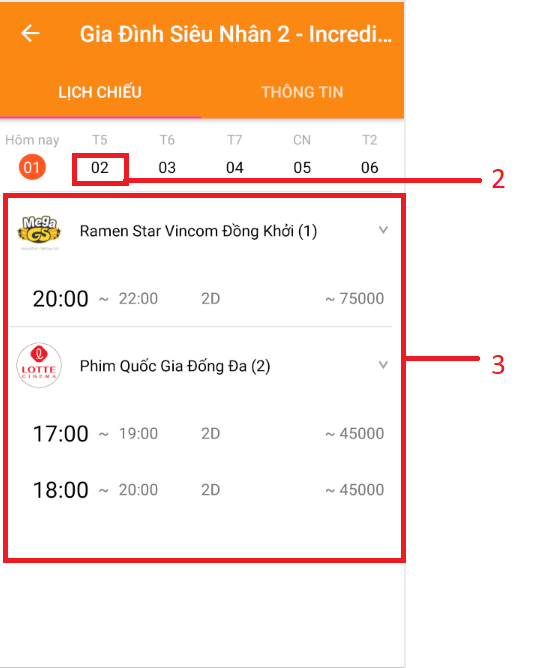 Gia Đình Siêu Nhân 2 - Incredi...
LỊCH CHIẾU THÔNG TIN
Hôm nay T5 T6 T7 CN T2
01 02 03 04 05 06
2
Mega GS
Ramen Star Vincom Đồng Khởi (1)
20:00 ~ 22:00 2D ~ 75000
LOTTE CINEMA
Phim Quốc Gia Đống Đa (2)
3
17:00 ~ 19:00 2D ~ 45000
18:00 ~ 20:00 2D ~ 45000